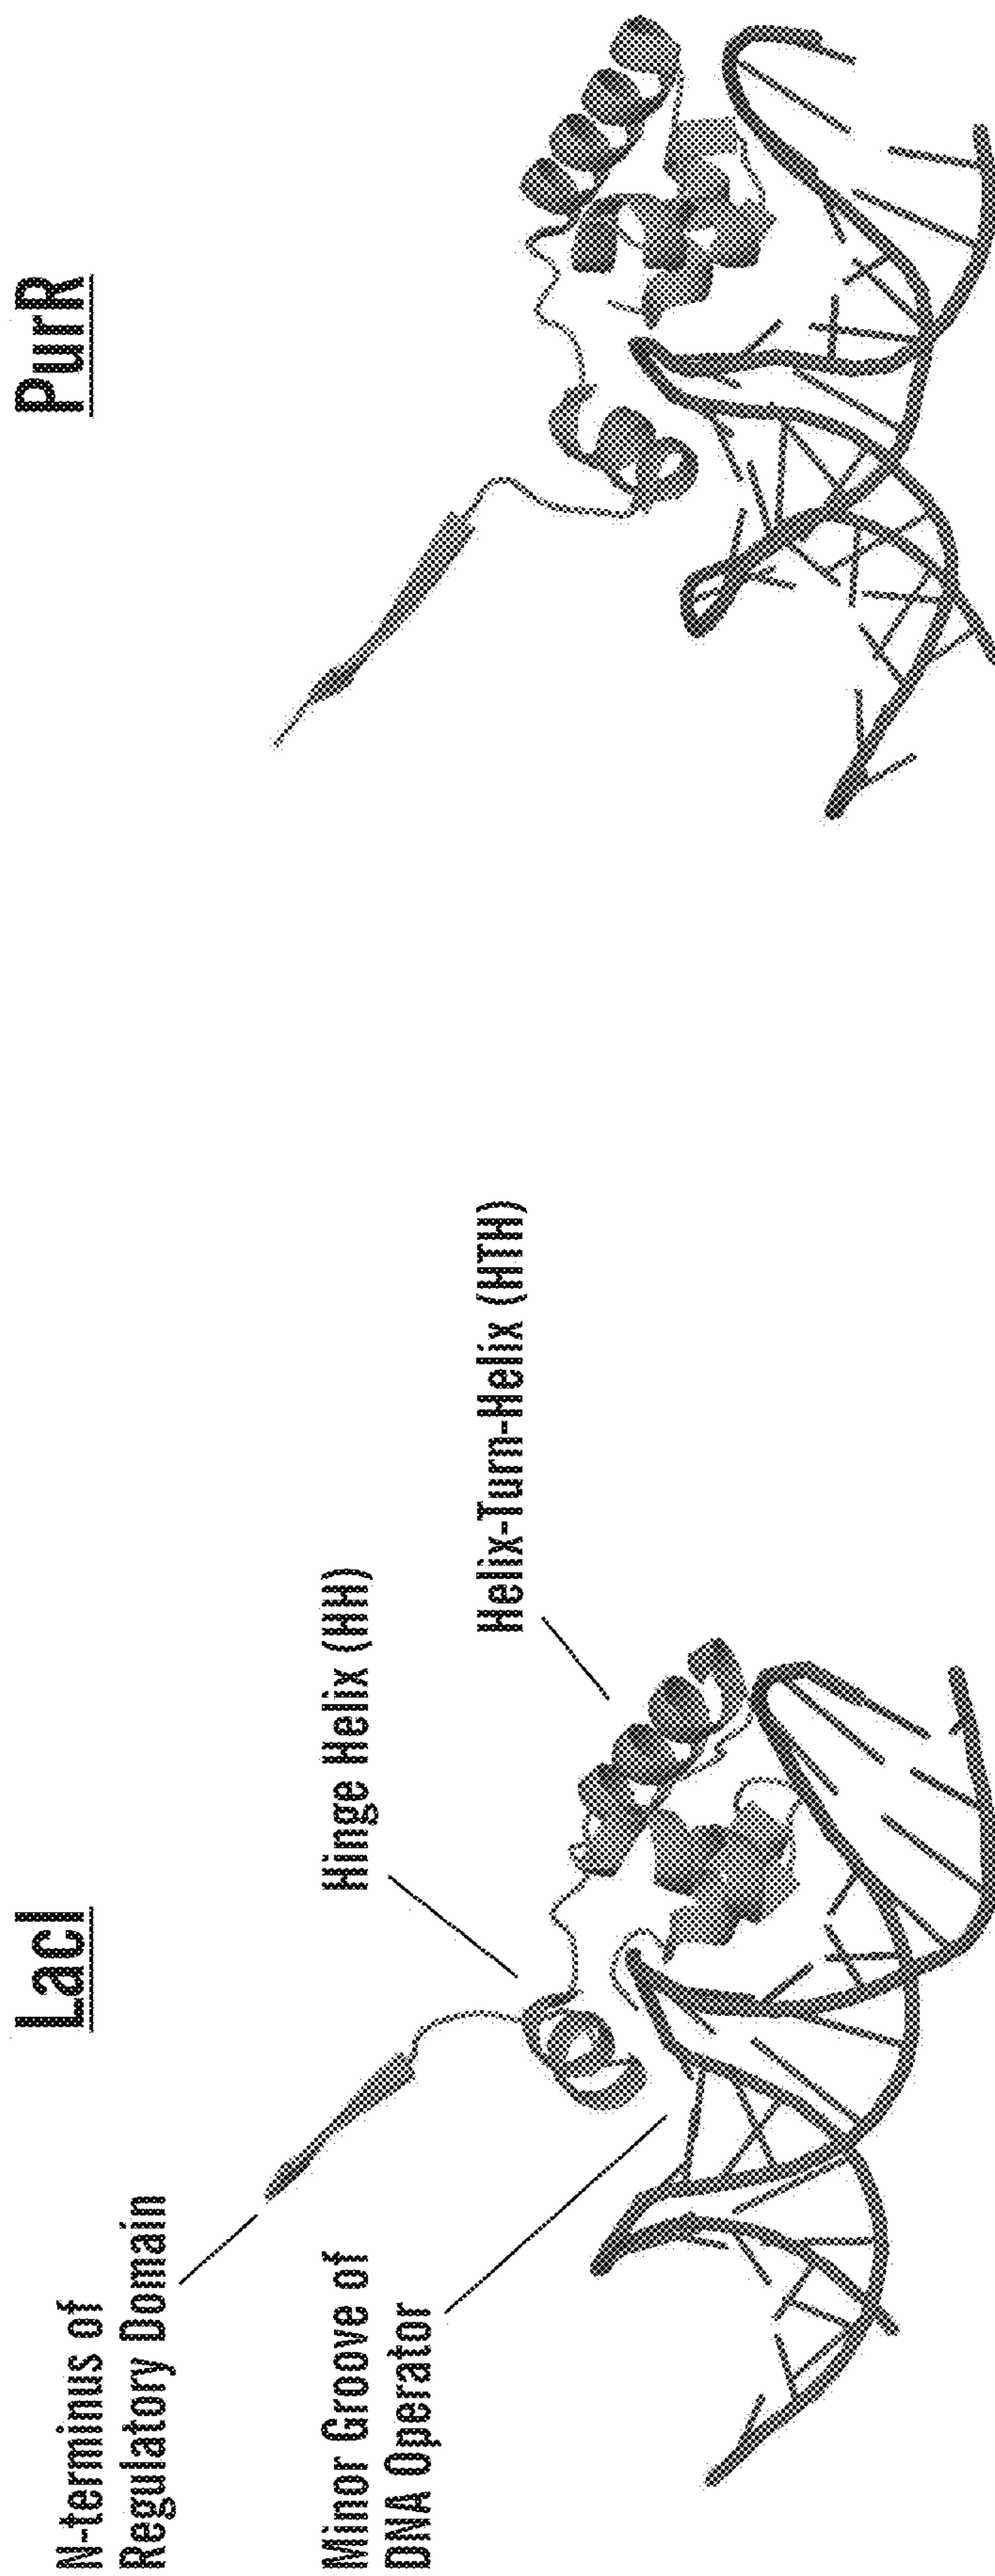 LacI
PurR
N-terminus of
Regulatory Domain
Hinge Helix (HH)
Minor Groove of
DNA Operator
Helix-Turn-Helix (HTH)